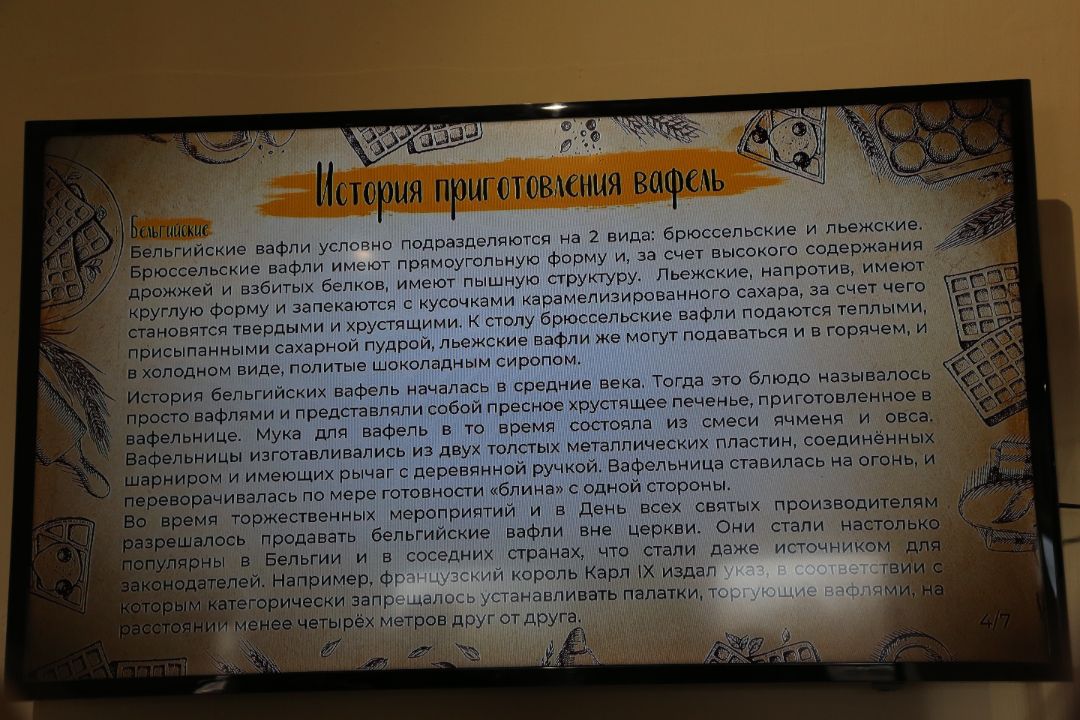 История приготовления вафель
Бельгийские
Бельгийские вафли условно подразделяются на 2 вида: брюссельские и льежские.
Брюссельские вафли имеют прямоугольную форму и, за счет высокого содержания
дрожжей и взбитых белков, имеют пышную структуру. Льежские, напротив, имеют
круглую форму и запекаются с кусочками карамелизированного сахара, за счет чего
становятся твердыми и хрустящими. К столу брюссельские вафли подаются теплыми,
присыпанными сахарной пудрой, льежские вафли же могут подаваться и в горячем, и
в холодном виде, политые шоколадным сиропом.
История бельгийских вафель началась в средние века. Тогда это блюдо называлось
просто вафлями и представляли собой пресное хрустящее печенье, приготовленное в
вафельнице. Мука для вафель в то время состояла из смеси ячменя и овса.
Вафельницы изготавливались из двух толстых металлических пластин, соединённых
шарниром и имеющих рычаг с деревянной ручкой. Вафельница ставилась на огонь, и
переворачивалась по мере готовности «блина» с одной стороны.
Во время торжественных мероприятий и в День всех святых производителям
разрешалось продавать бельгийские вафли вне церкви. Они стали настолько
популярны в Бельгии и в соседних странах, что стали даже источником для
законодателей. Например, французский король Карл IX издал указ, в соответствии с
которым категорически запрещалось устанавливать палатки, торгующие вафлями, на
расстоянии менее четырёх метров друг от друга.
4/7